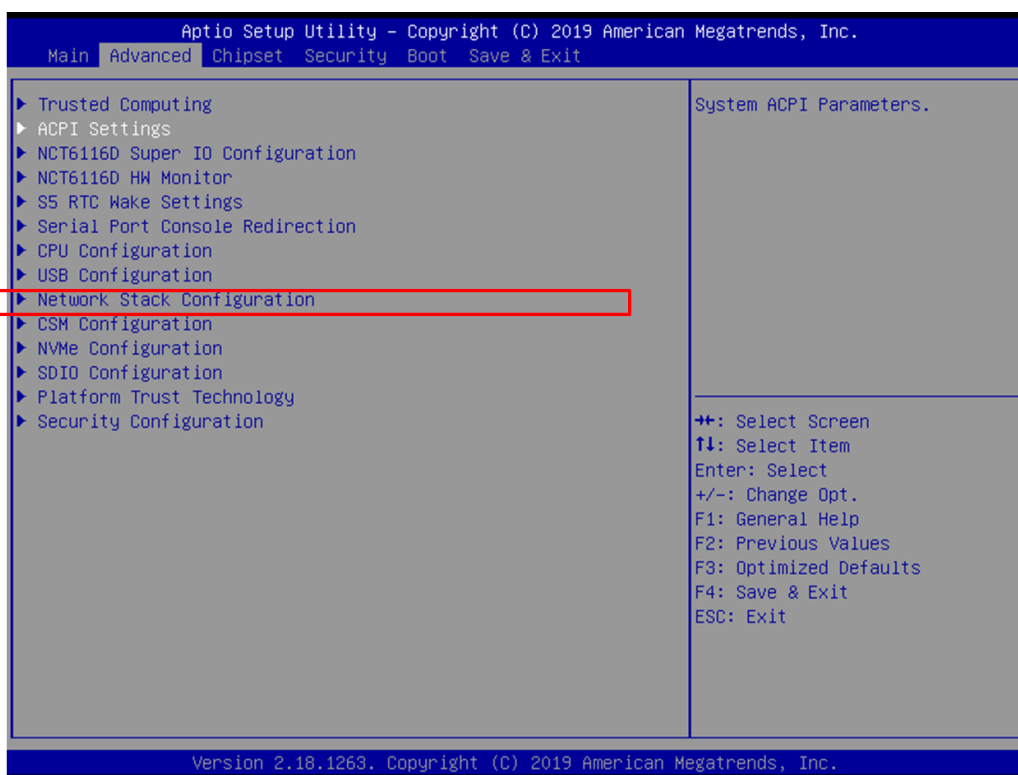 Aptio Setup Utility – Copyright (C) 2019 American Megatrends, Inc.
Main Advanced Chipset Security Boot Save & Exit
Trusted Computing
ACPI Settings
NCT6116D Super IO Configuration
NCT6116D HW Monitor
S5 RTC Wake Settings
Serial Port Console Redirection
CPU Configuration
USB Configuration
Network Stack Configuration
CSM Configuration
NVMe Configuration
SDIO Configuration
Platform Trust Technology
Security Configuration
System ACPI Parameters.
→←: Select Screen
↑↓: Select Item
Enter: Select
+/-: Change Opt.
F1: General Help
F2: Previous Values
F3: Optimized Defaults
F4: Save & Exit
ESC: Exit
Version 2.18.1263. Copyright (C) 2019 American Megatrends, Inc.